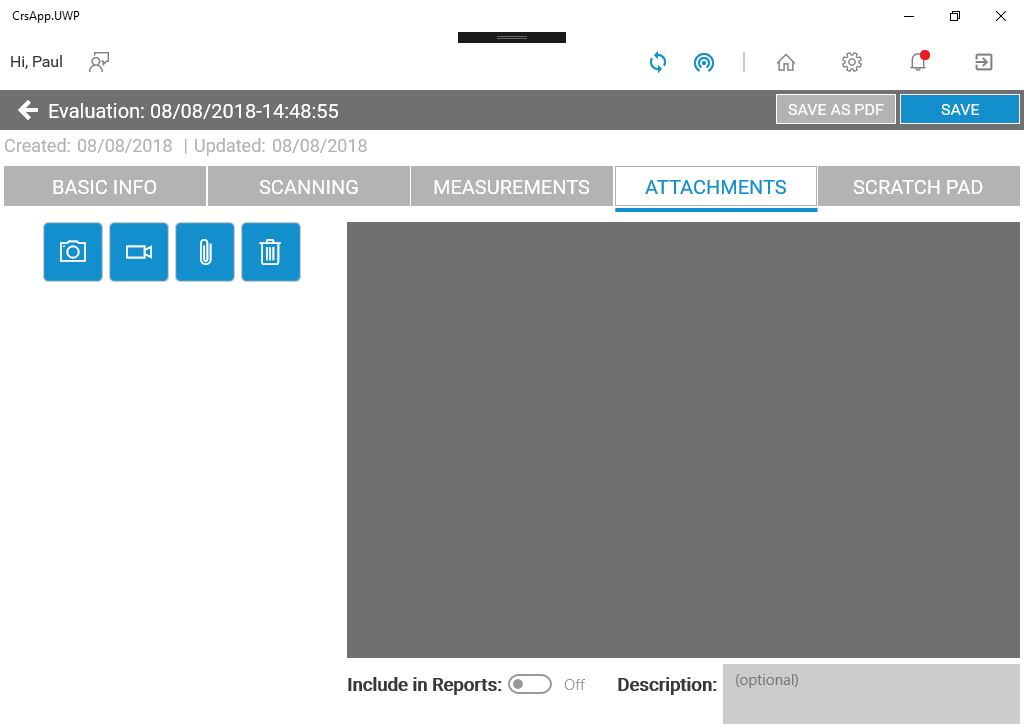 CrsApp.UWP
Hi, Paul
Evaluation: 08/08/2018-14:48:55
SAVE AS PDF
SAVE
Created: 08/08/2018 | Updated: 08/08/2018
BASIC INFO
SCANNING
MEASUREMENTS
ATTACHMENTS
SCRATCH PAD
Include in Reports:
Off
Description:
(optional)